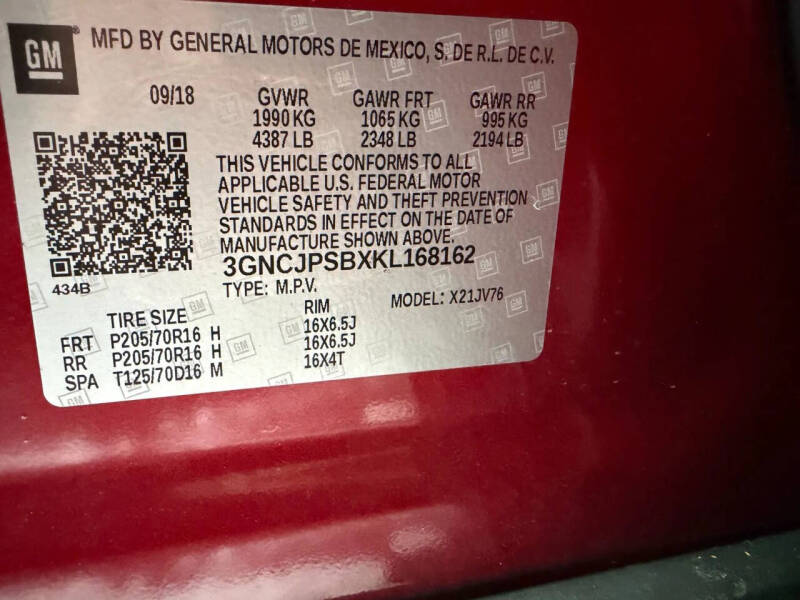 GM
MFD BY GENERAL MOTORS DE MEXICO, S. DE R.L. DE C.V.
09/18 GVWR GAWR FRT GAWR RR
1990 KG 1065 KG 995 KG
4387 LB 2348 LB 2194 LB
THIS VEHICLE CONFORMS TO ALL
APPLICABLE U.S. FEDERAL MOTOR
VEHICLE SAFETY AND THEFT PREVENTION
STANDARDS IN EFFECT ON THE DATE OF
MANUFACTURE SHOWN ABOVE.
434B
3GNCJPSBXKL168162
TYPE: M.P.V. MODEL: X21JV76
TIRE SIZE RIM
FRT P205/70R16 H 16X6.5J
RR P205/70R16 H 16X6.5J
SPA T125/70D16 M 16X4T